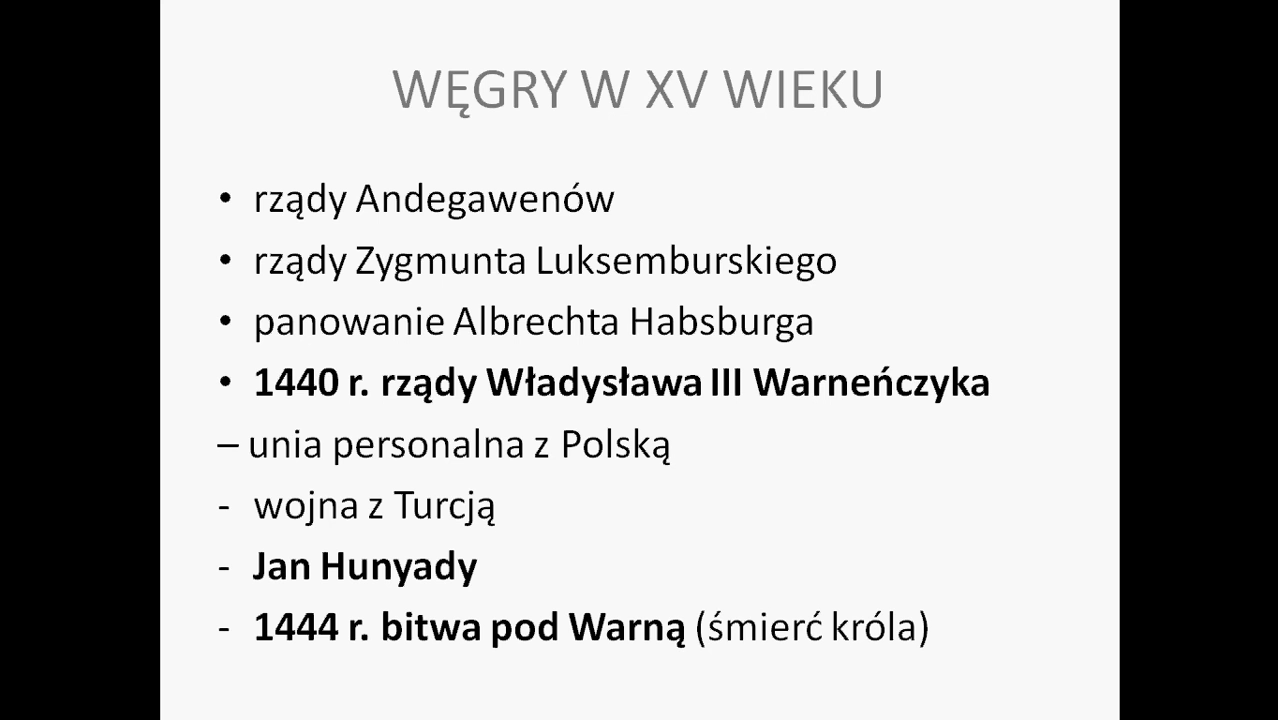 WĘGRY W XV WIEKU
• rządy Andegawenów
• rządy Zygmunta Luksemburskiego
• panowanie Albrechta Habsburga
• 1440 r. rządy Władysława III Warneńczyka
– unia personalna z Polską
- wojna z Turcją
- Jan Hunyady
- 1444 r. bitwa pod Warną (śmierć króla)